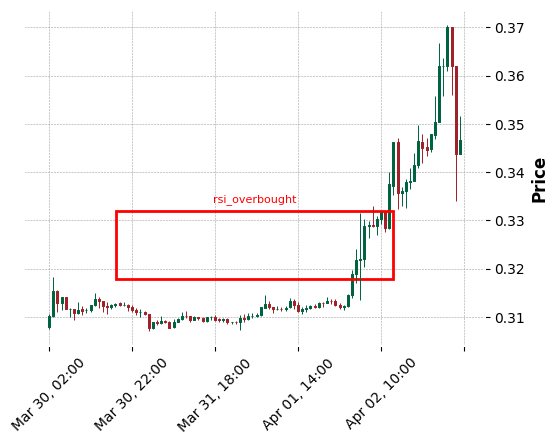 0.37
0.36
0.35
0.34
0.33
0.32
0.31
Price
rsi_overbought
Mar 30, 02:00
Mar 30, 22:00
Mar 31, 18:00
Apr 01, 14:00
Apr 02, 10:00